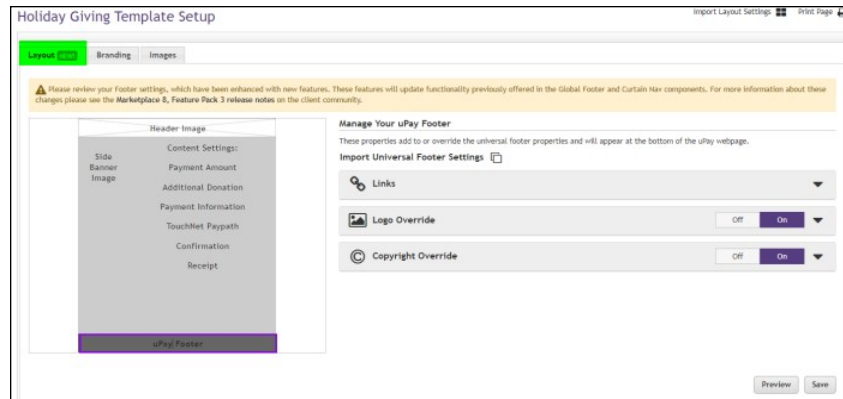 Holiday Giving Template Setup
Import Layout Settings Print Page
Layout
Branding Images
Please review your Footer settings, which have been enhanced with new features. These features will update functionality previously offered in the Global Footer and Curtain Nav components. For more information about these
changes please see the Marketplace 8, Feature Pack 3 release notes on the client community.
Header Image
Side
Banner
Image
Content Settings:
Payment Amount
Additional Donation
Payment Information
TouchNet Paypath
Confirmation
Receipt
uPay Footer
Manage Your uPay Footer
These properties add to or override the universal footer properties and will appear at the bottom of the uPay webpage.
Import Universal Footer Settings
Links
Logo Override Off On
Copyright Override Off On
Preview Save